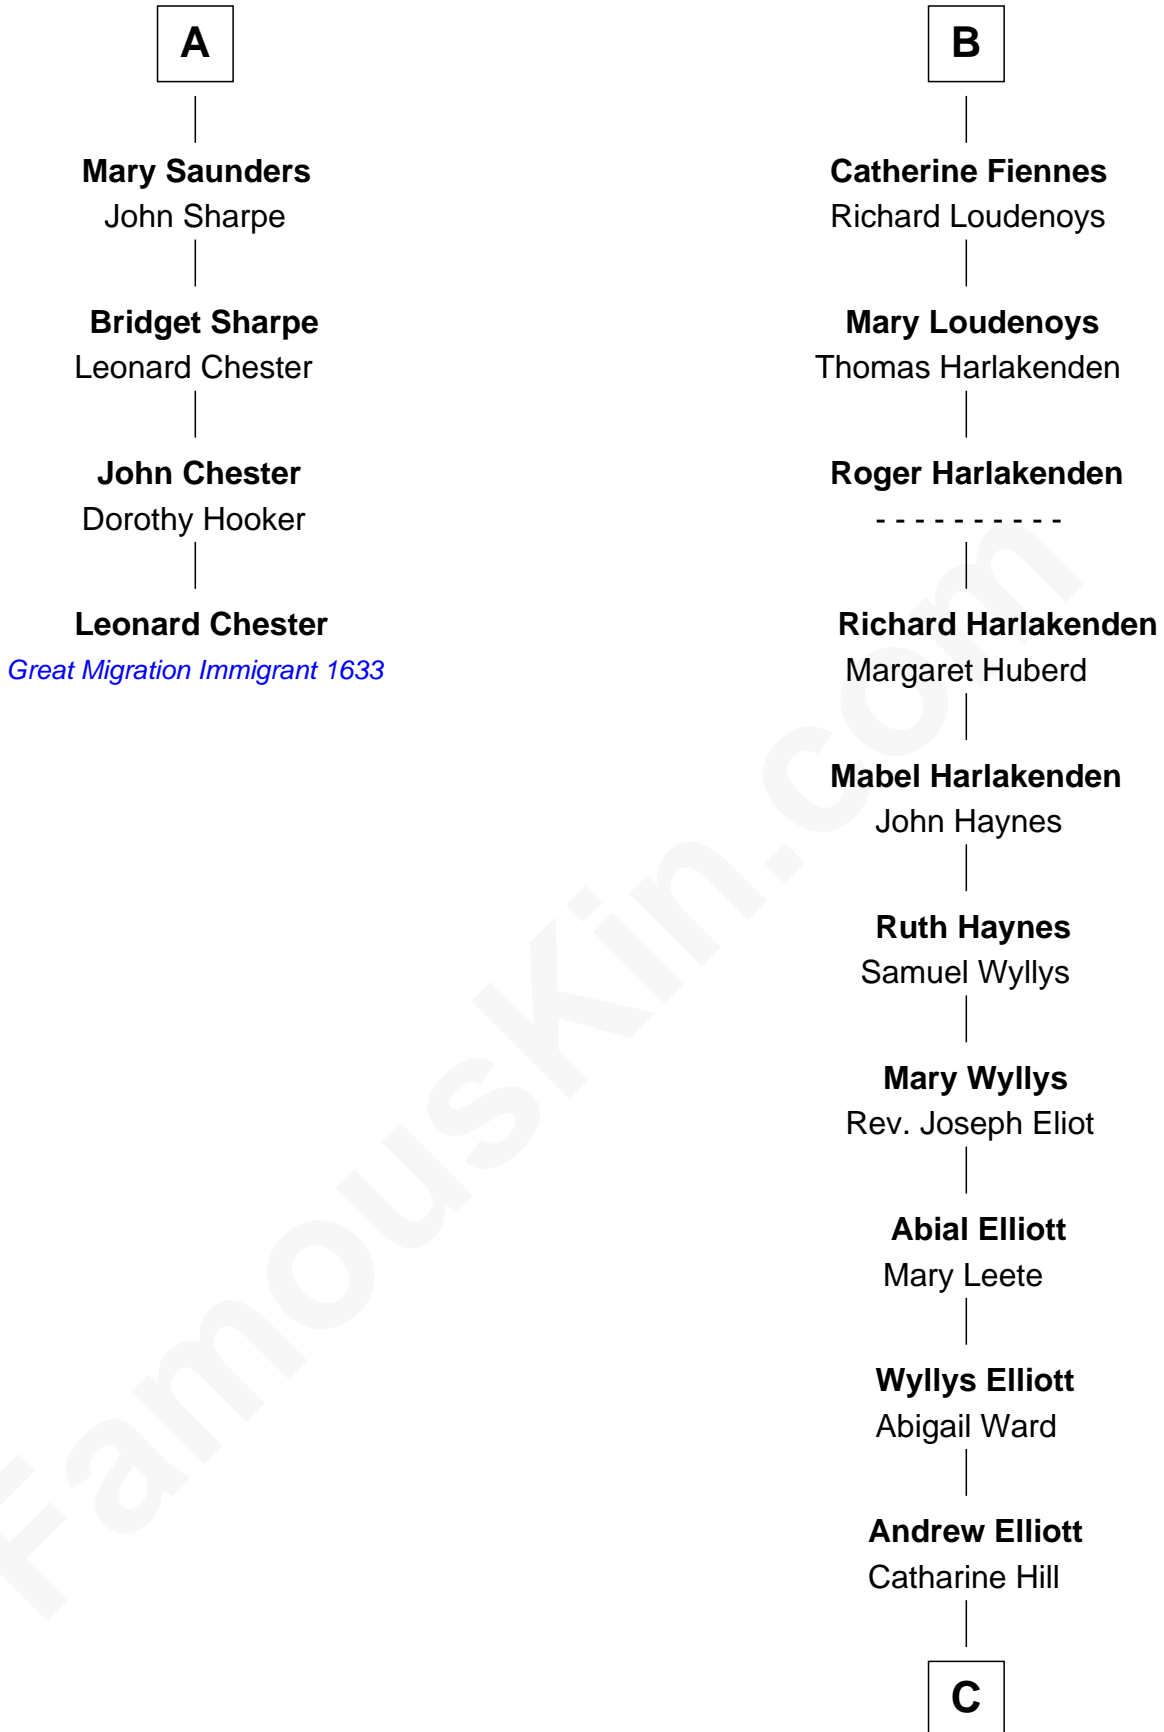 A
Mary Saunders
John Sharpe
Bridget Sharpe
Leonard Chester
John Chester
Dorothy Hooker
Leonard Chester
Great Migration Immigrant 1633
B
Catherine Fiennes
Richard Loudenoys
Mary Loudenoys
Thomas Harlakenden
Roger Harlakenden
- - - - - - - - - -
Richard Harlakenden
Margaret Huberd
Mabel Harlakenden
John Haynes
Ruth Haynes
Samuel Wyllys
Mary Wyllys
Rev. Joseph Eliot
Abial Elliott
Mary Leete
Wyllys Elliott
Abigail Ward
Andrew Elliott
Catharine Hill
C
FamousKin.com